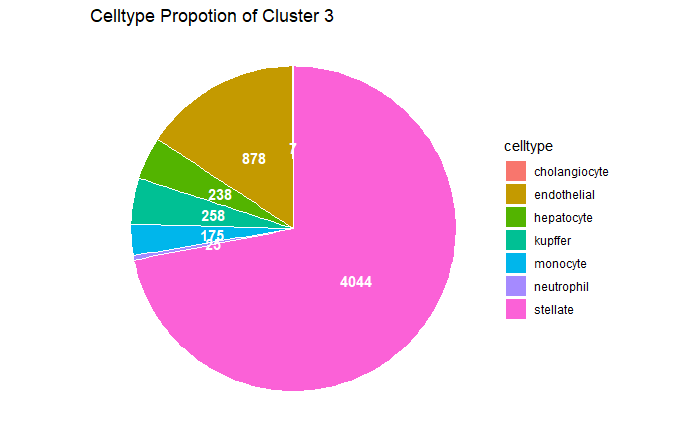 Celltype Propotion of Cluster 3
7
878
238
258
175
25
4044
celltype
cholangiocyte
endothelial
hepatocyte
kupffer
monocyte
neutrophil
stellate